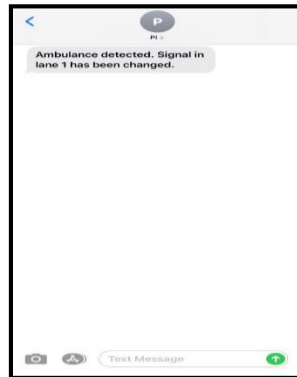 P
Pi >
Ambulance detected. Signal in
lane 1 has been changed.
Text Message